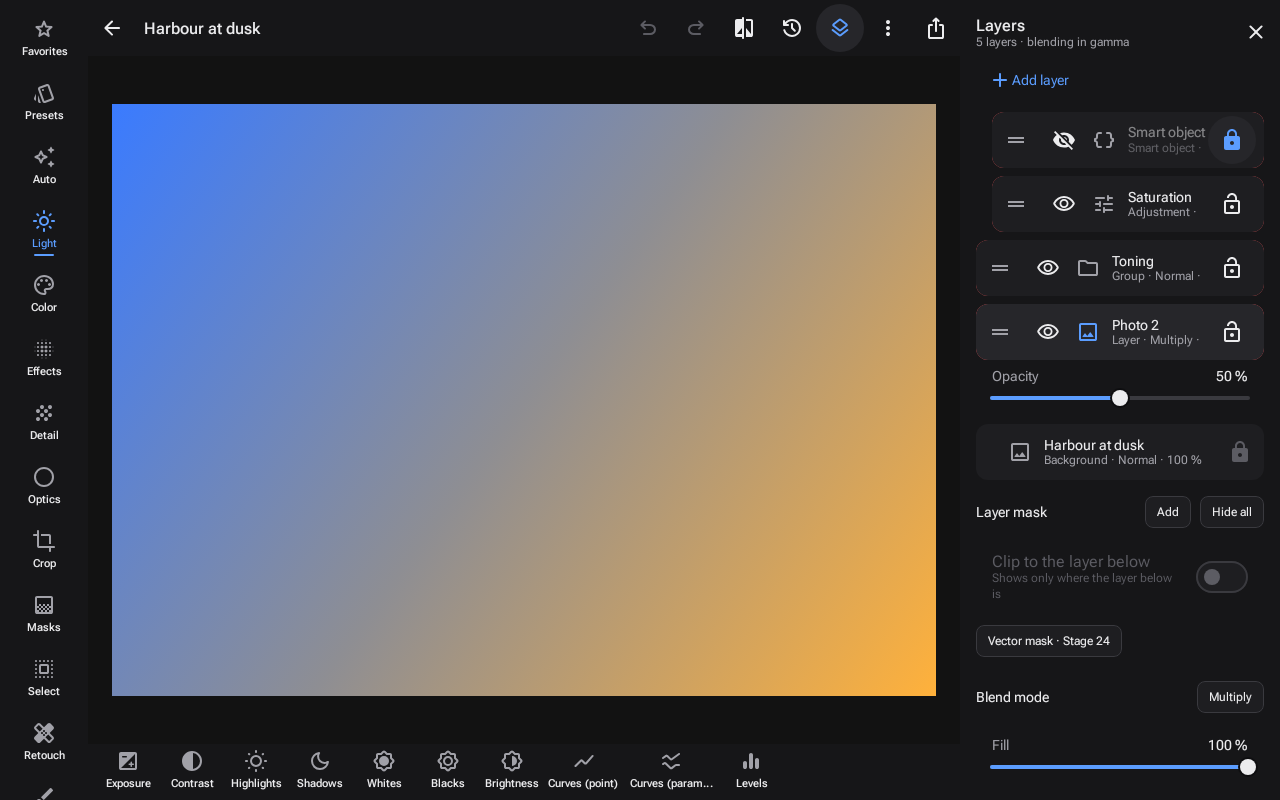 Favorites
Presets
Auto
Light
Color
Effects
Detail
Optics
Crop
Masks
Select
Retouch
Harbour at dusk
Exposure
Contrast
Highlights
Shadows
Whites
Blacks
Brightness
Curves (point)
Curves (param...
Levels
Layers
5 layers · blending in gamma
Add layer
Smart object
Smart object ·
Saturation
Adjustment ·
Toning
Group · Normal ·
Photo 2
Layer · Multiply ·
Opacity 50 %
Harbour at dusk
Background · Normal · 100 %
Layer mask Add Hide all
Clip to the layer below
Shows only where the layer below
is
Vector mask · Stage 24
Blend mode Multiply
Fill 100 %